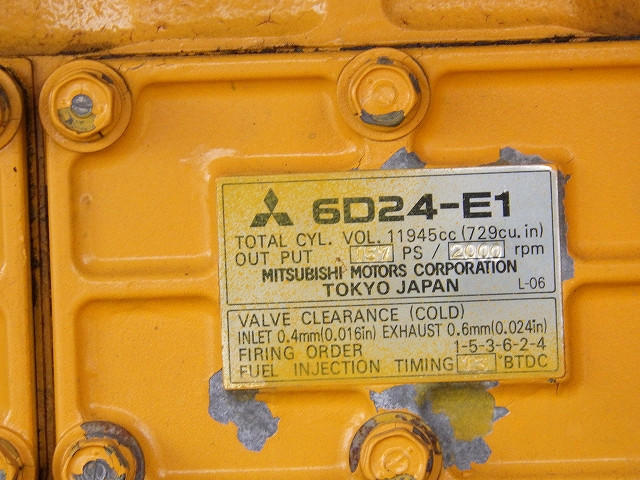 6D24-E1
TOTAL CYL. VOL. 11945cc (729cu.in)
OUT PUT PS / 2000 rpm
MITSUBISHI MOTORS CORPORATION
TOKYO JAPAN L-06
VALVE CLEARANCE (COLD)
INLET 0.4mm(0.016in) EXHAUST 0.6mm(0.024in)
FIRING ORDER 1-5-3-6-2-4
FUEL INJECTION TIMING °BTDC